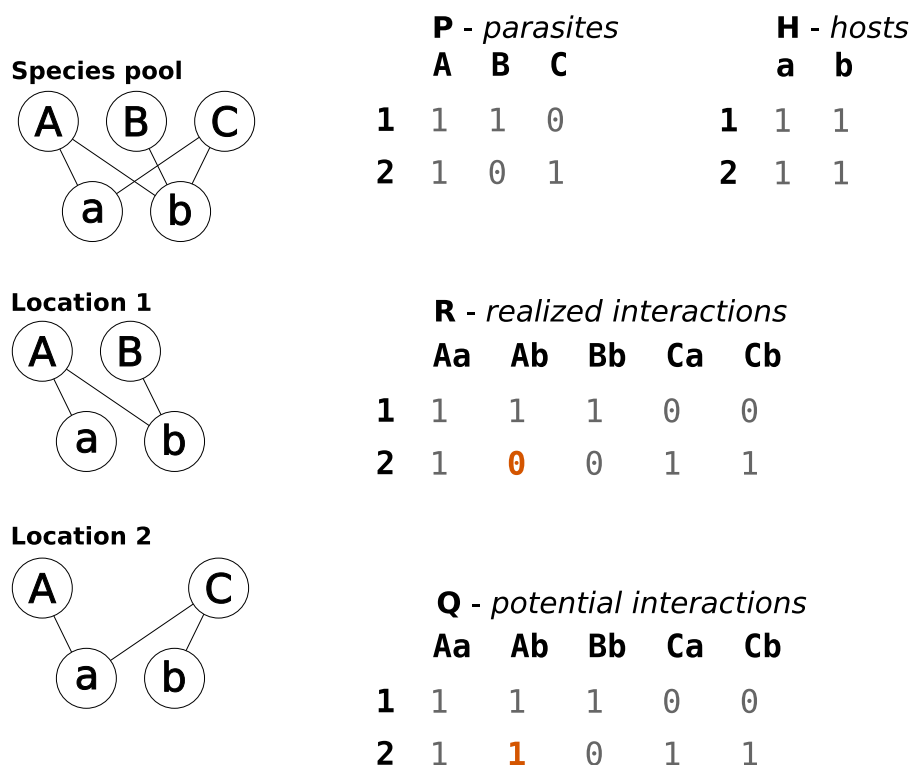 Species pool
A B C
a b
Location 1
A B
a b
Location 2
A C
a b
P - parasites
A B C
1 1 1 0
2 1 0 1
H - hosts
a b
1 1 1
2 1 1
R - realized interactions
Aa Ab Bb Ca Cb
1 1 1 1 0 0
2 1 0 0 1 1
Q - potential interactions
Aa Ab Bb Ca Cb
1 1 1 1 0 0
2 1 1 0 1 1